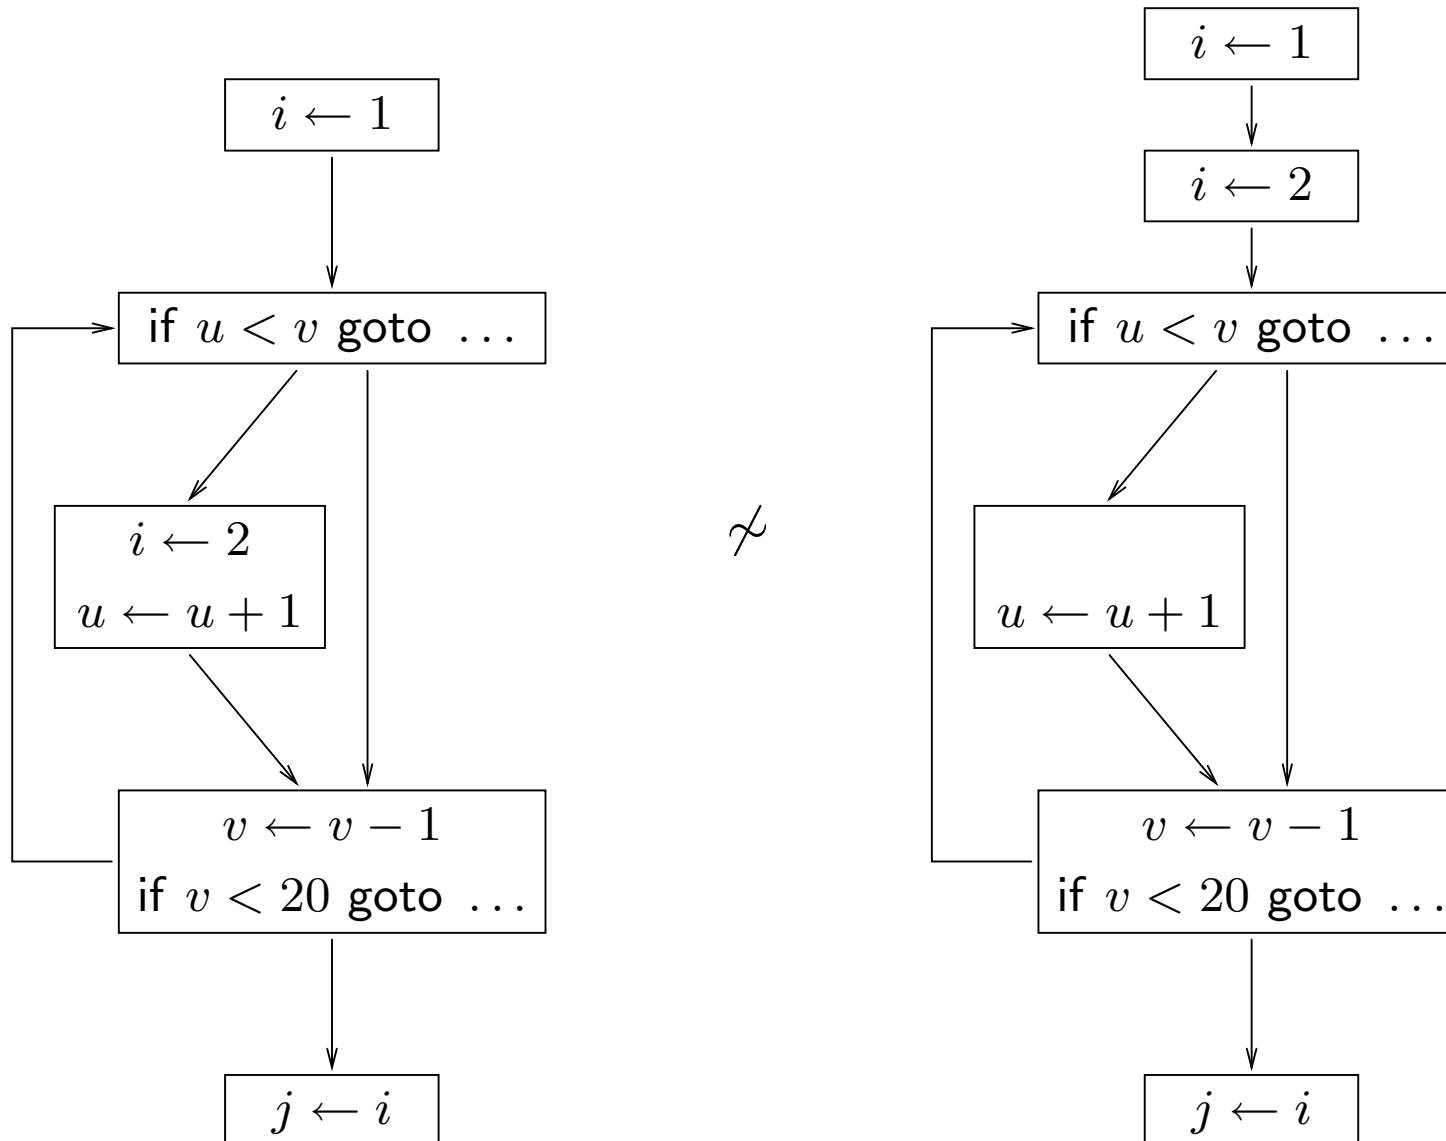 i ← 1
if u < v goto ...
i ← 2
u ← u + 1
v ← v − 1
if v < 20 goto ...
j ← i
≁
i ← 1
i ← 2
if u < v goto ...
u ← u + 1
v ← v − 1
if v < 20 goto ...
j ← i